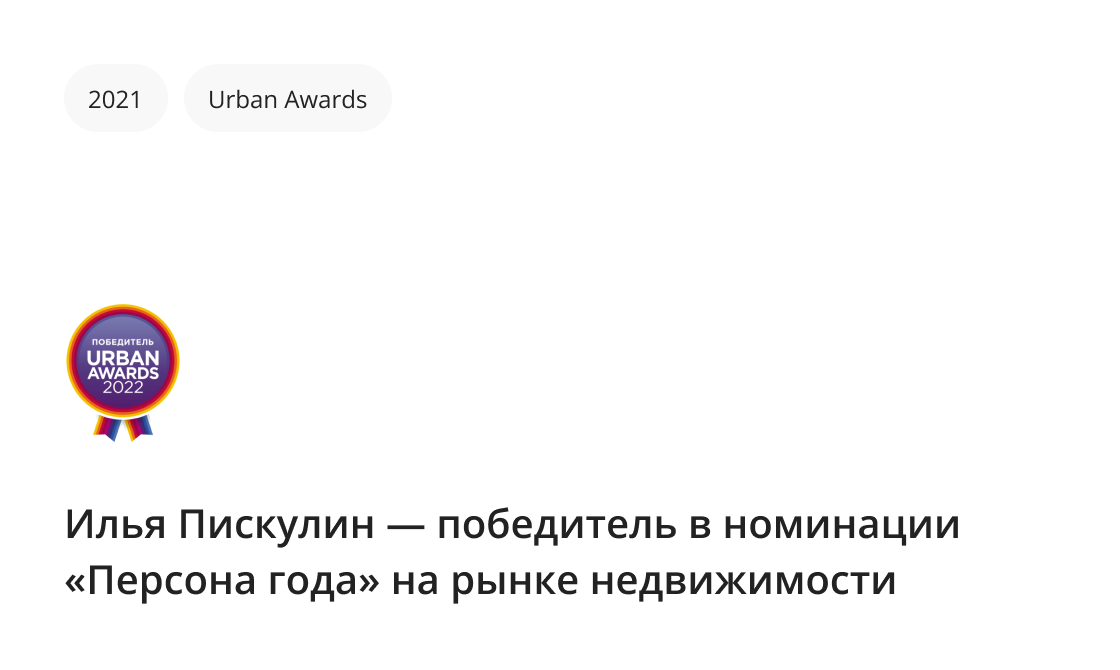 2021
Urban Awards
ПОБЕДИТЕЛЬ
URBAN
AWARDS
2022
Илья Пискулин — победитель в номинации
«Персона года» на рынке недвижимости